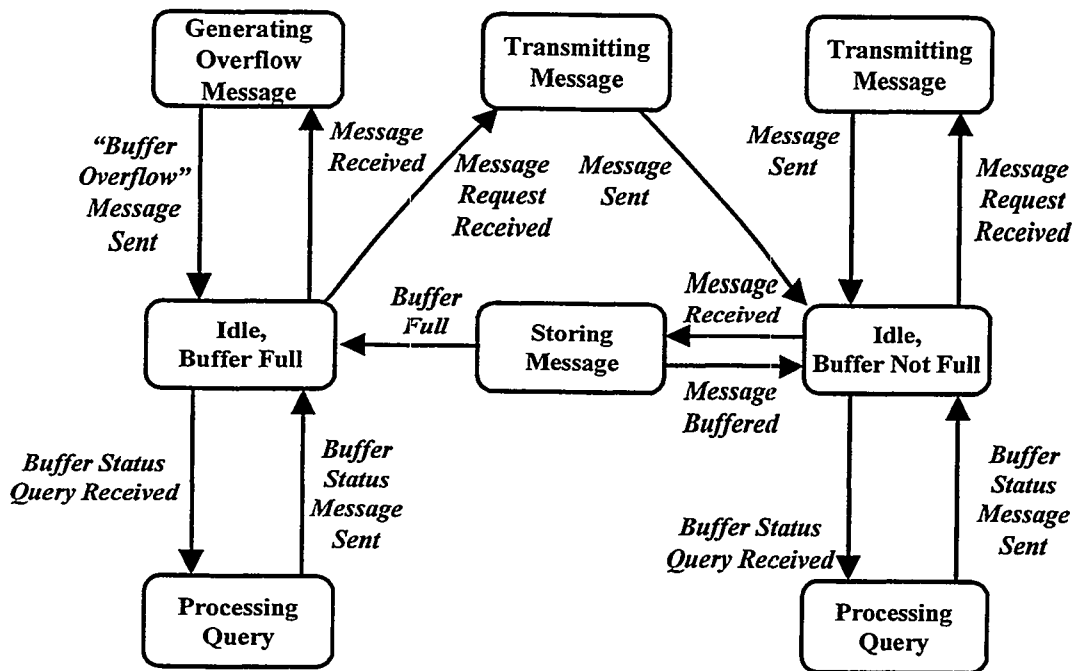 Generating
Overflow
Message
Transmitting
Message
Transmitting
Message
“Buffer
Overflow”
Message
Sent
Message
Received
Message
Request
Received
Message
Sent
Message
Sent
Message
Request
Received
Idle,
Buffer Full
Buffer
Full
Storing
Message
Message
Received
Message
Buffered
Idle,
Buffer Not Full
Buffer Status
Query Received
Buffer
Status
Message
Sent
Buffer Status
Query Received
Buffer
Status
Message
Sent
Processing
Query
Processing
Query